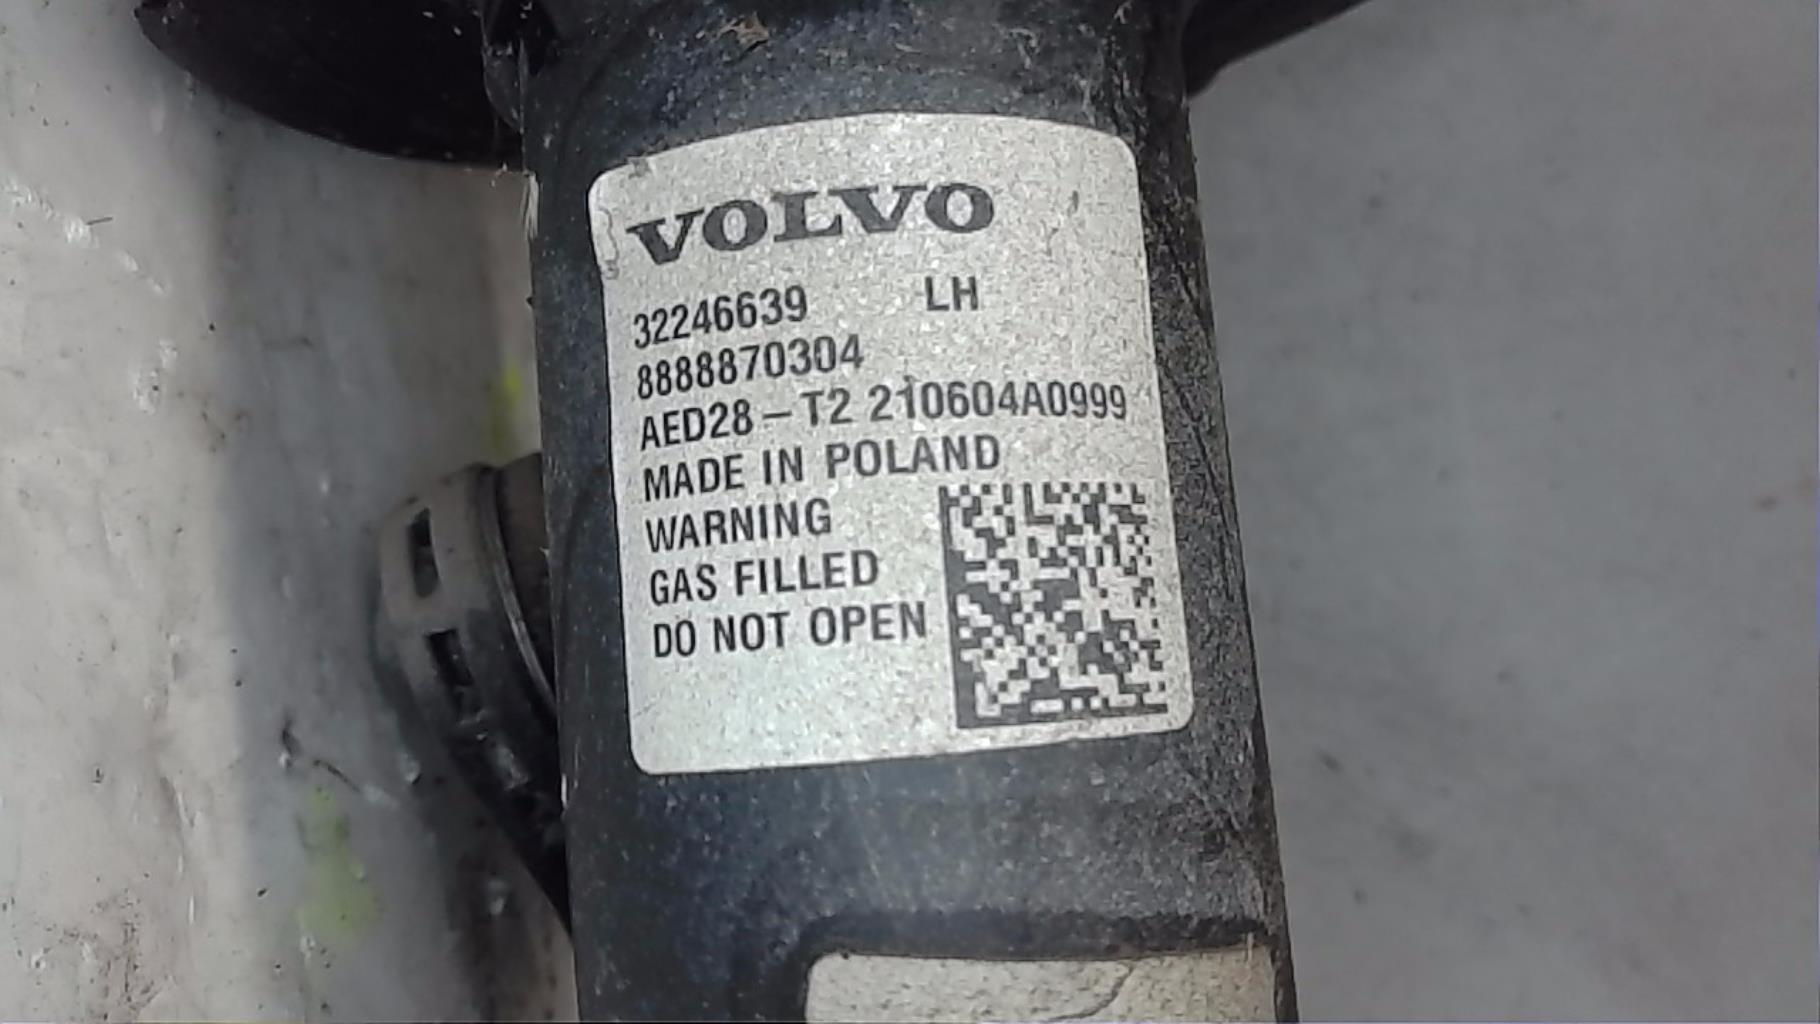 VOLVO
32246639 LH
8888870304
AED28-T2 210604A0999
MADE IN POLAND
WARNING
GAS FILLED
DO NOT OPEN